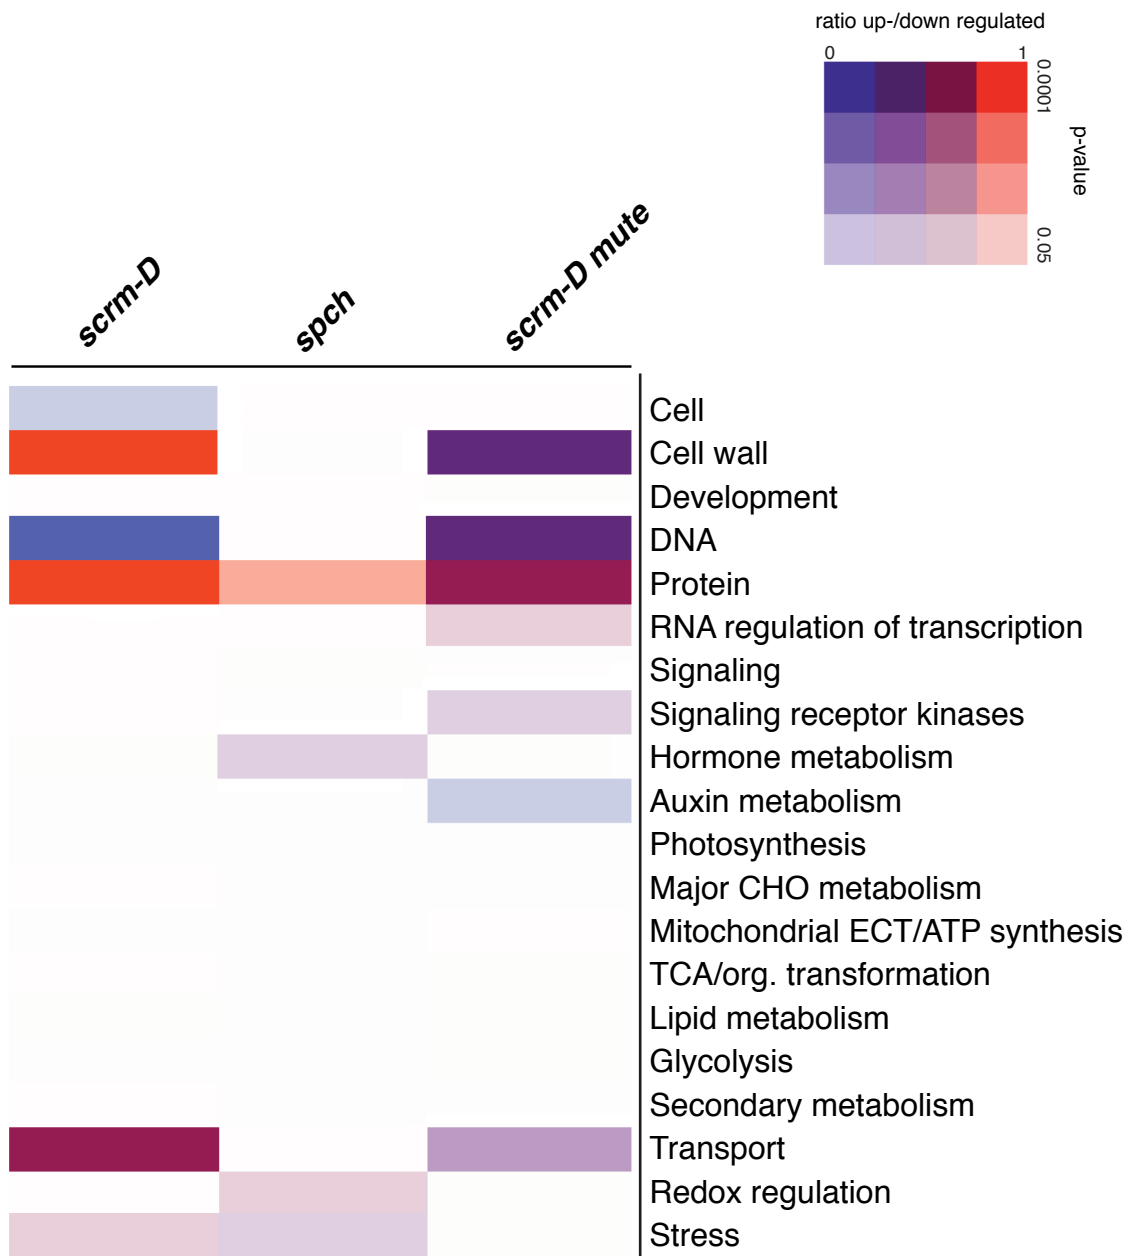 ratio up-/down regulated
0 1
0.0001
p-value
0.05
scrm-D
spch
scrm-D mute
Cell
Cell wall
Development
DNA
Protein
RNA regulation of transcription
Signaling
Signaling receptor kinases
Hormone metabolism
Auxin metabolism
Photosynthesis
Major CHO metabolism
Mitochondrial ECT/ATP synthesis
TCA/org. transformation
Lipid metabolism
Glycolysis
Secondary metabolism
Transport
Redox regulation
Stress